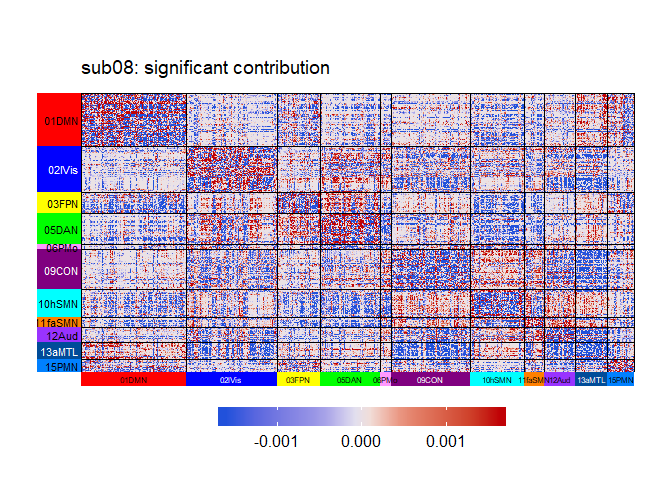 sub08: significant contribution
01DMN
02lVis
03FPN
05DAN
06PMo
09CON
10hSMN
11faSMN
12Aud
13aMTL
15PMN
01DMN 02lVis 03FPN 05DAN 06PMo 09CON 10hSMN 11faSMN 12Aud 13aMTL 15PMN
-0.001 0.000 0.001